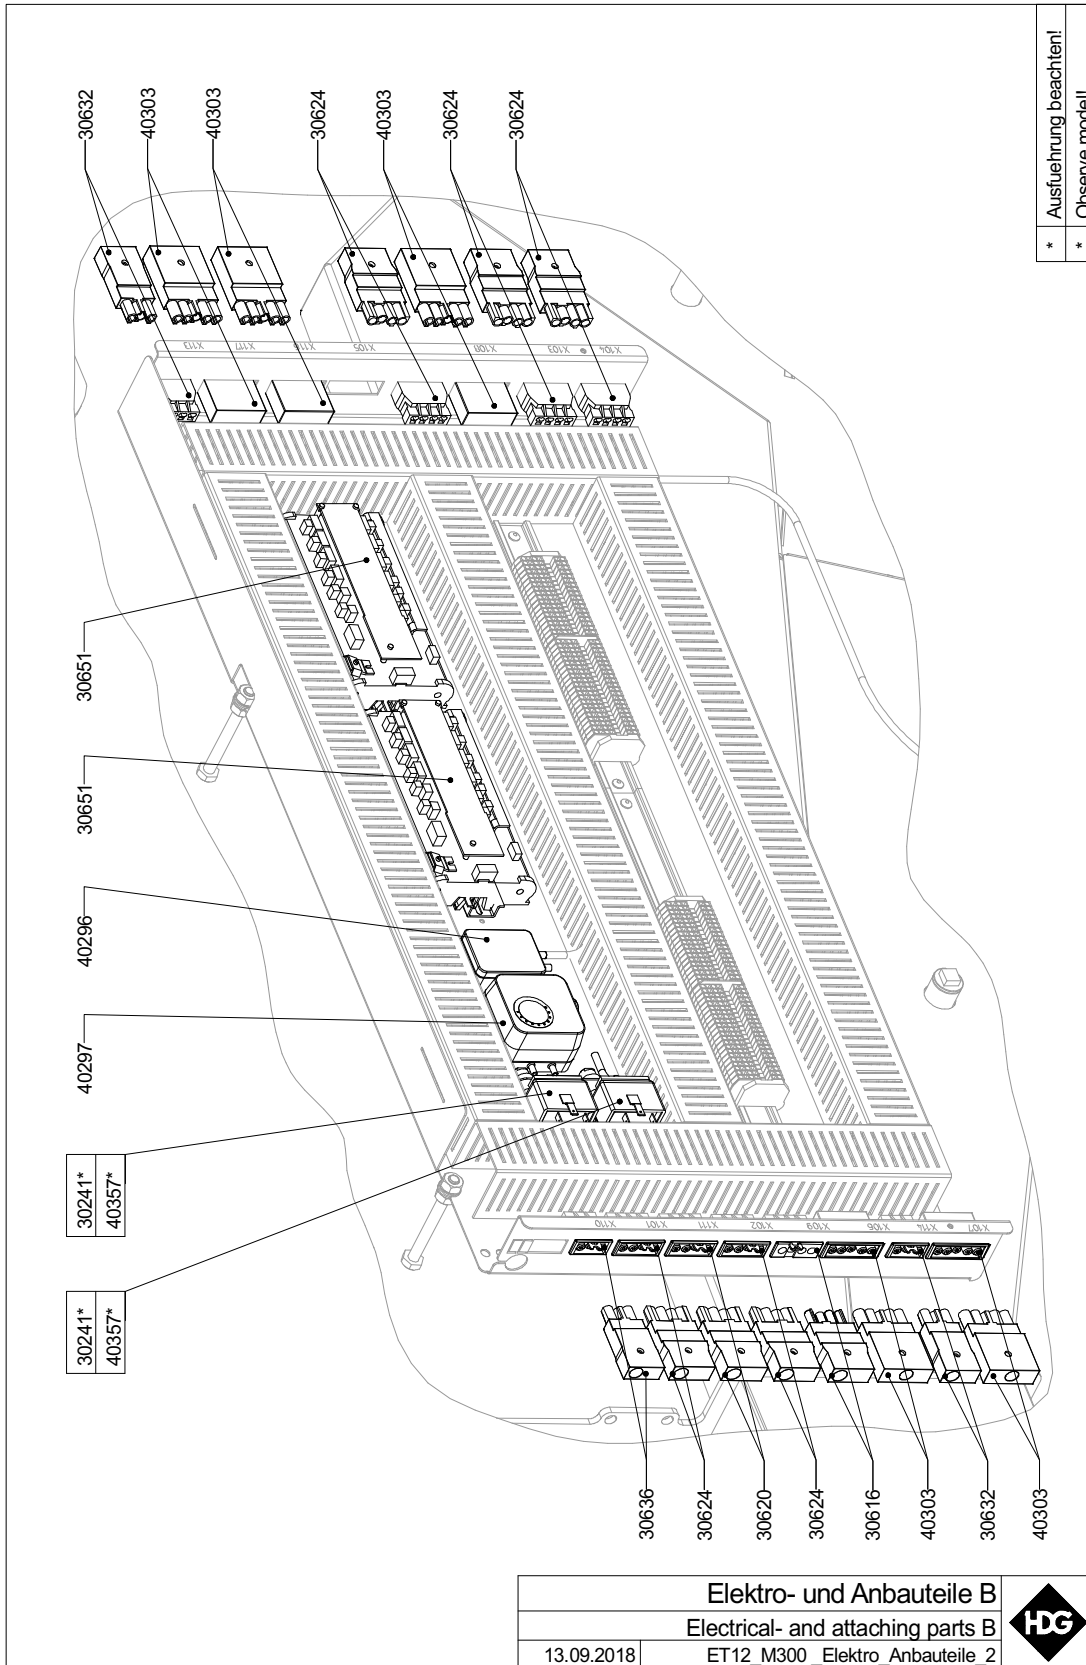 * Ausfuehrung beachten!
* Observe model!
30632
40303
40303
30624
40303
30624
30624
X113
X117
X105
X103
X104
30651
30651
40296
40297
30241*
40357*
30241*
40357*
X110
X101
X111
X102
X109
X106
X114
X107
30636
30624
30620
30624
30616
40303
30632
40303
Elektro- und Anbauteile B
Electrical- and attaching parts B
13.09.2018
ET12_M300 _Elektro_Anbauteile_2
HDG